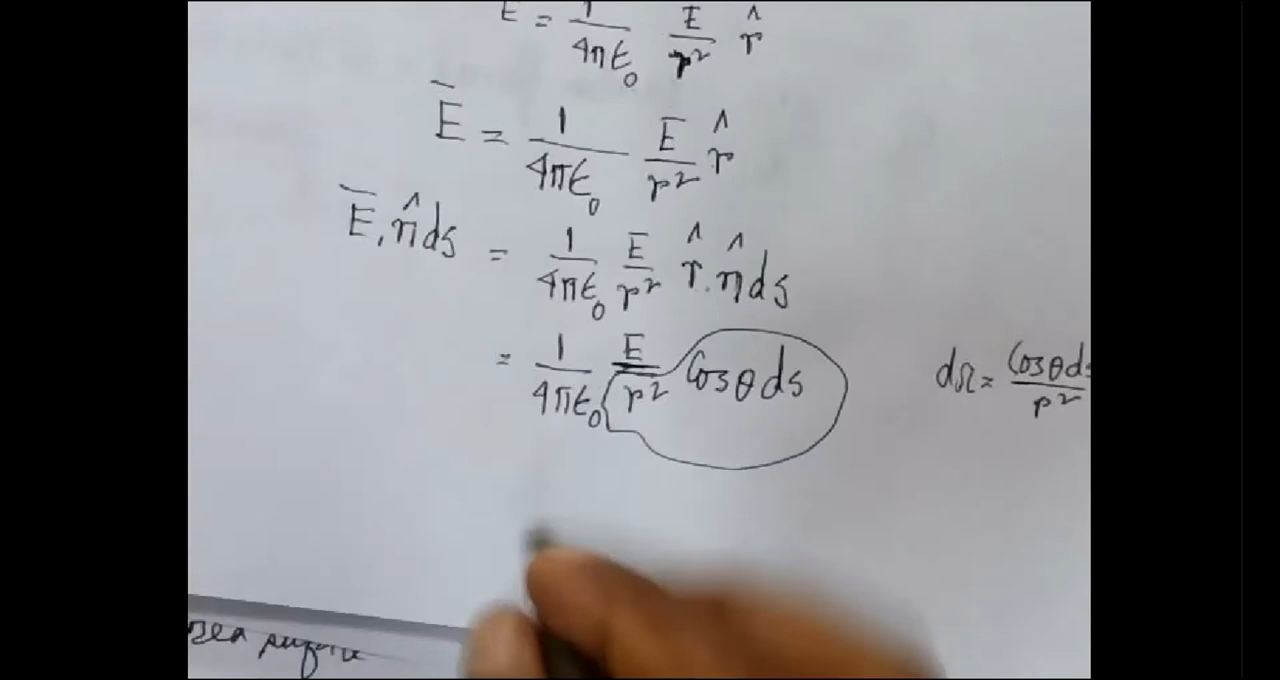 E = 1/4πε₀ E/r² r̂
E̅ = 1/4πε₀ E/r² r̂
E̅.n̂ds = 1/4πε₀ E/r² r̂.n̂ds
= 1/4πε₀ E/r² Cosθds
dΩ= Cosθds/r²